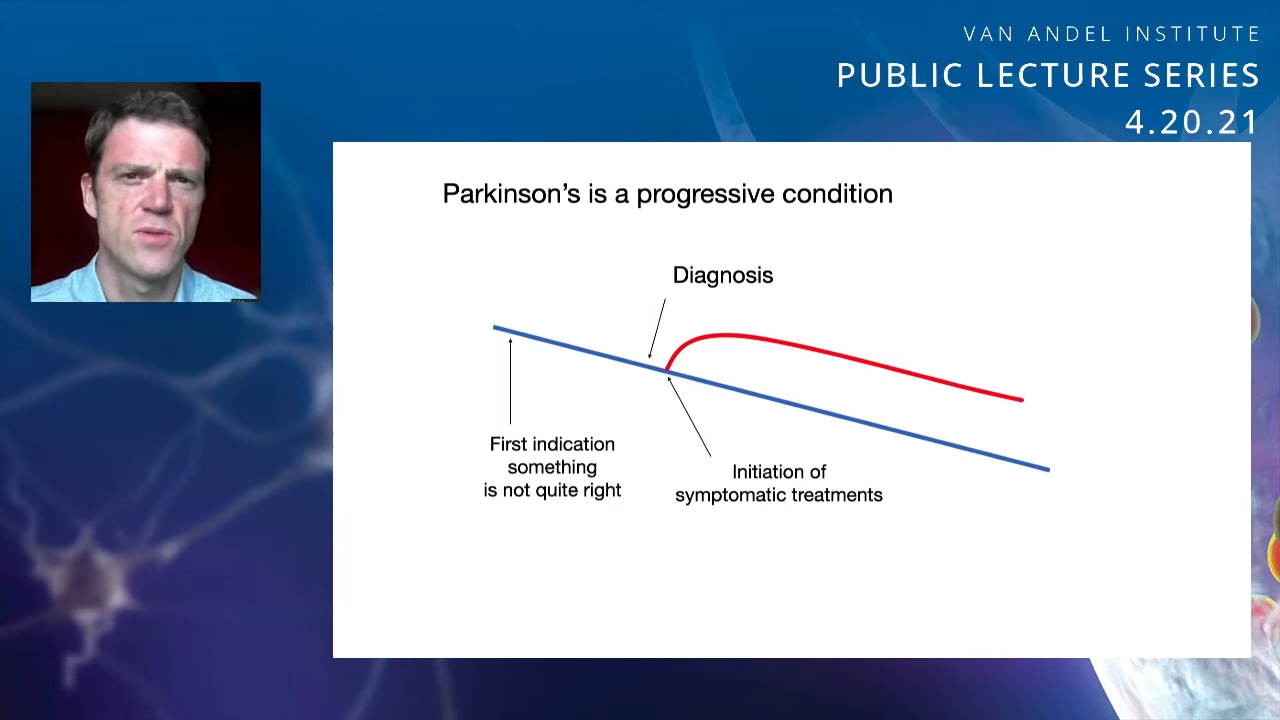 VAN ANDEL INSTITUTE
PUBLIC LECTURE SERIES
4.20.21
Parkinson's is a progressive condition
Diagnosis
First indication
something
is not quite right
Initiation of
symptomatic treatments